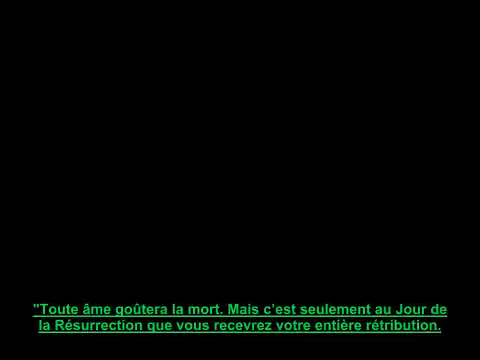 "Toute âme goûtera la mort. Mais c'est seulement au Jour de
la Résurrection que vous recevrez votre entière rétribution.